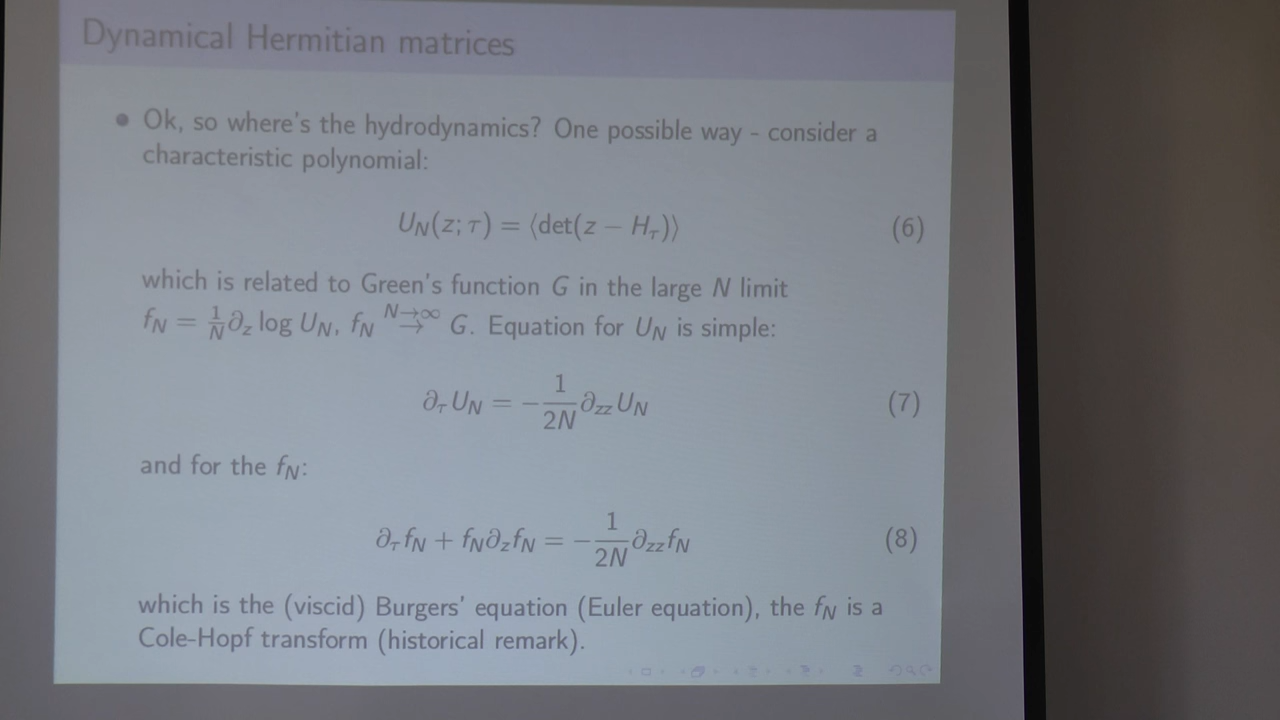 Dynamical Hermitian matrices
Ok, so where's the hydrodynamics? One possible way - consider a
characteristic polynomial:
U_N(z; τ) = ⟨det(z − H_τ)⟩ (6)
which is related to Green's function G in the large N limit
f_N = 1/N ∂_z log U_N, f_N →^{N→∞} G. Equation for U_N is simple:
∂_τ U_N = − 1/2N ∂_zz U_N (7)
and for the f_N:
∂_τ f_N + f_N ∂_z f_N = − 1/2N ∂_zz f_N (8)
which is the (viscid) Burgers' equation (Euler equation), the f_N is a
Cole-Hopf transform (historical remark).